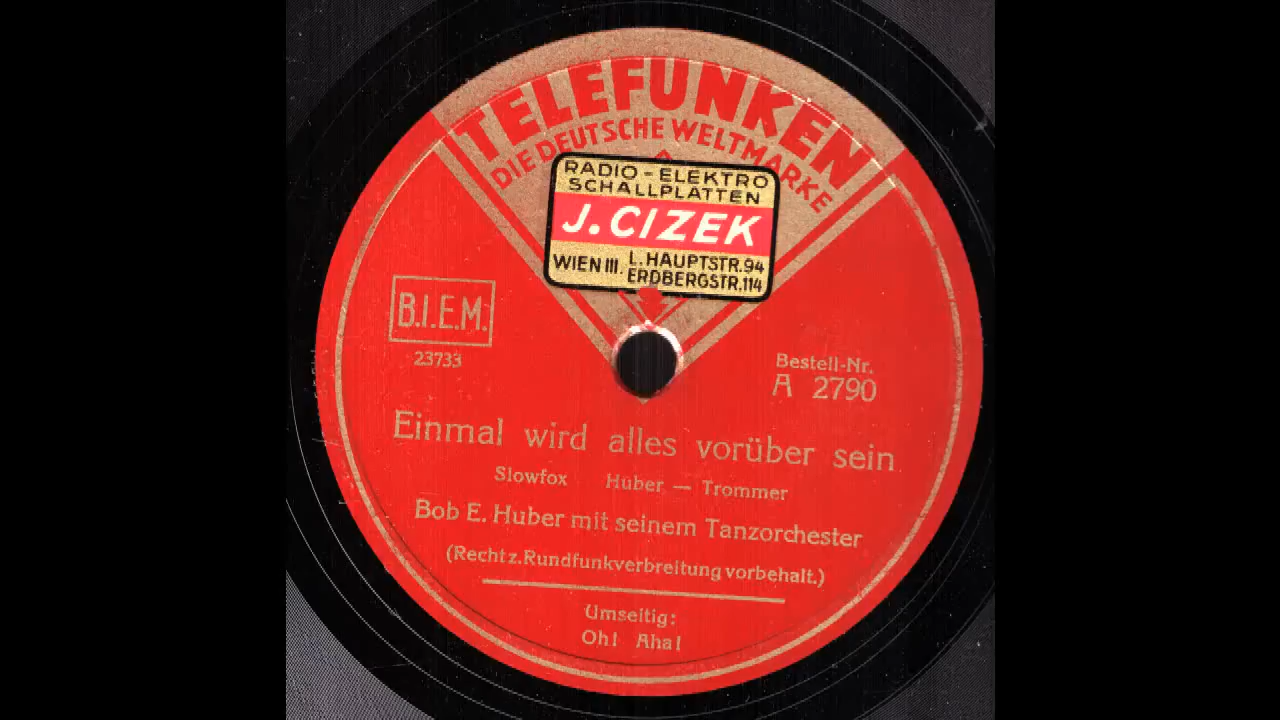 TELEFUNKEN
DIE DEUTSCHE WELTMARKE
RADIO - ELEKTRO
SCHALLPLATTEN
J. CIZEK
WIEN III. L. HAUPTSTR. 94
ERDBERGSTR. 114
B.I.E.M.
23733
Bestell-Nr.
A 2790
Einmal wird alles vorüber sein
Slowfox Huber — Trommer
Bob E. Huber mit seinem Tanzorchester
(Recht z. Rundfunkverbreitung vorbehalt.)
Umseitig:
Oh! Aha!